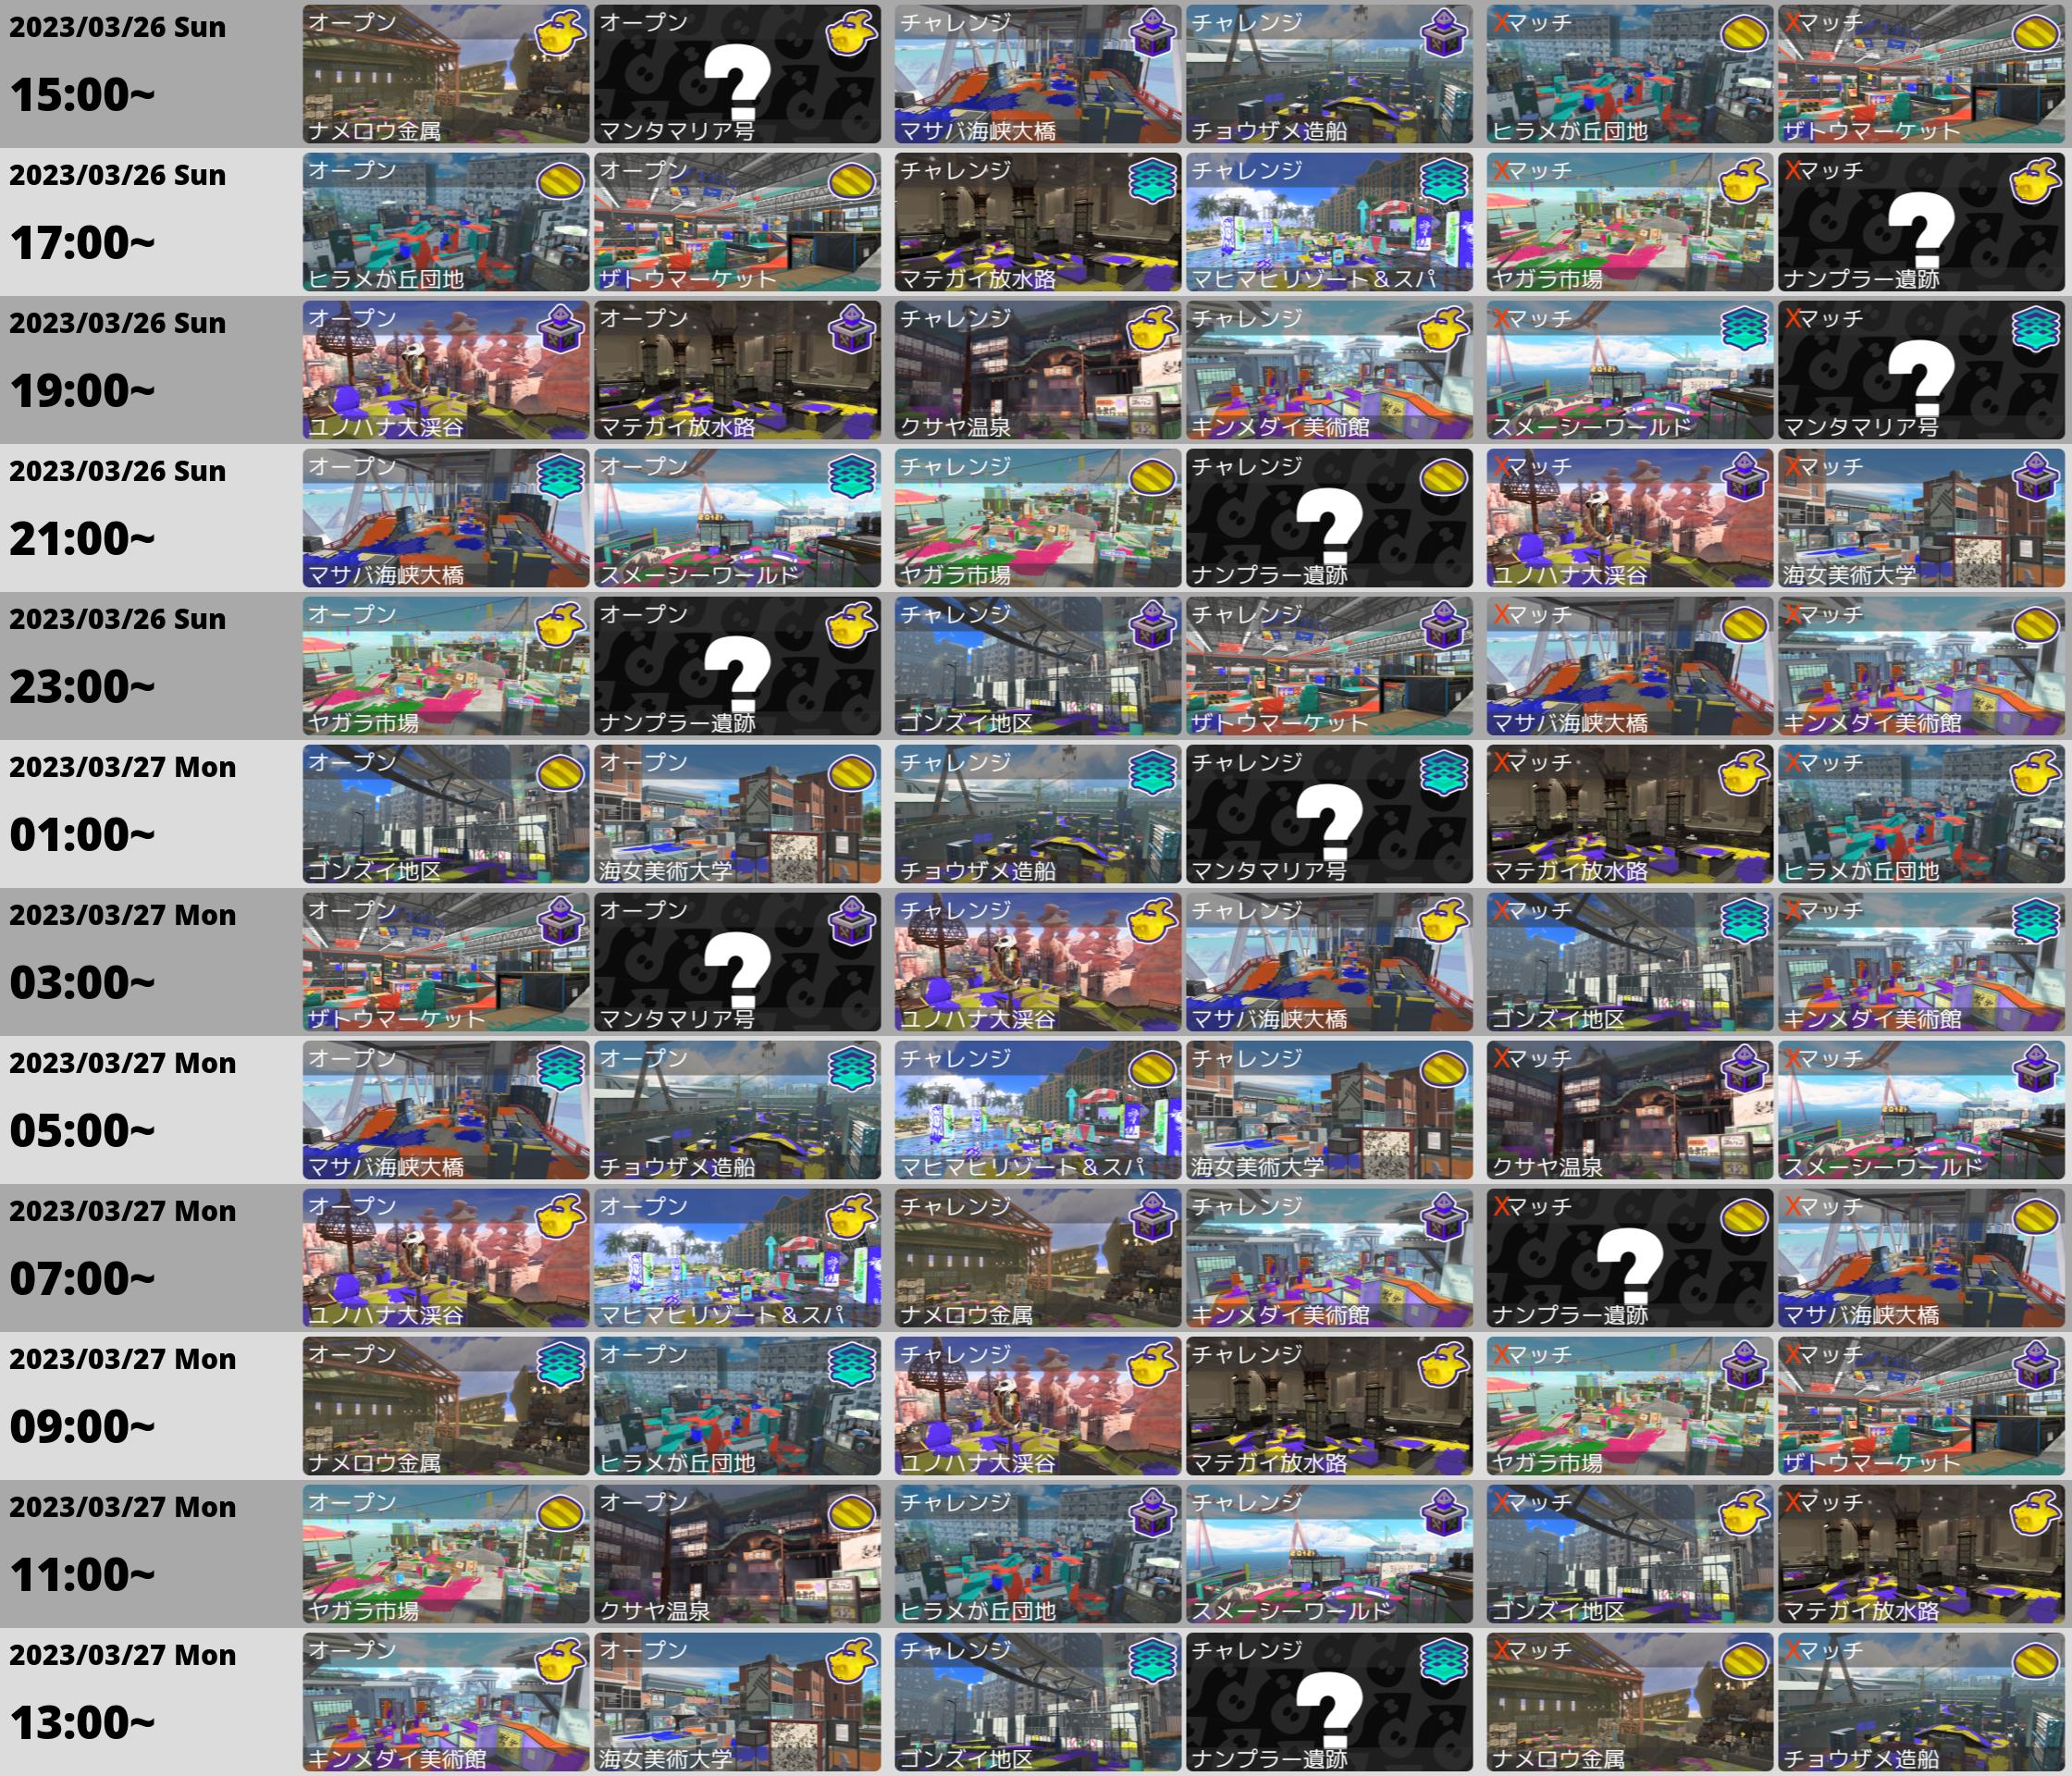 2023/03/26 Sun
15:00~
オープン
ナメロウ金属
オープン
マンタマリア号
チャレンジ
マサバ海峡大橋
チャレンジ
チョウザメ造船
Xマッチ
ヒラメが丘団地
Xマッチ
ザトウマーケット
2023/03/26 Sun
17:00~
オープン
ヒラメが丘団地
オープン
ザトウマーケット
チャレンジ
マテガイ放水路
チャレンジ
マヒマヒリゾート&スパ
Xマッチ
ヤガラ市場
Xマッチ
ナンプラー遺跡
2023/03/26 Sun
19:00~
オープン
ユノハナ大渓谷
オープン
マテガイ放水路
チャレンジ
クサヤ温泉
チャレンジ
キンメダイ美術館
Xマッチ
スメーシーワールド
Xマッチ
マンタマリア号
2023/03/26 Sun
21:00~
オープン
マサバ海峡大橋
オープン
スメーシーワールド
チャレンジ
ヤガラ市場
チャレンジ
ナンプラー遺跡
Xマッチ
ユノハナ大渓谷
Xマッチ
海女美術大学
2023/03/26 Sun
23:00~
オープン
ヤガラ市場
オープン
ナンプラー遺跡
チャレンジ
ゴンズイ地区
チャレンジ
ザトウマーケット
Xマッチ
マサバ海峡大橋
Xマッチ
キンメダイ美術館
2023/03/27 Mon
01:00~
オープン
ゴンズイ地区
オープン
海女美術大学
チャレンジ
チョウザメ造船
チャレンジ
マンタマリア号
Xマッチ
マテガイ放水路
Xマッチ
ヒラメが丘団地
2023/03/27 Mon
03:00~
オープン
ザトウマーケット
オープン
マンタマリア号
チャレンジ
ユノハナ大渓谷
チャレンジ
マサバ海峡大橋
Xマッチ
ゴンズイ地区
Xマッチ
キンメダイ美術館
2023/03/27 Mon
05:00~
オープン
マサバ海峡大橋
オープン
チョウザメ造船
チャレンジ
マヒマヒリゾート&スパ
チャレンジ
海女美術大学
Xマッチ
クサヤ温泉
Xマッチ
スメーシーワールド
2023/03/27 Mon
07:00~
オープン
ユノハナ大渓谷
オープン
マヒマヒリゾート&スパ
チャレンジ
ナメロウ金属
チャレンジ
キンメダイ美術館
Xマッチ
ナンプラー遺跡
Xマッチ
マサバ海峡大橋
2023/03/27 Mon
09:00~
オープン
ナメロウ金属
オープン
ヒラメが丘団地
チャレンジ
ユノハナ大渓谷
チャレンジ
マテガイ放水路
Xマッチ
ヤガラ市場
Xマッチ
ザトウマーケット
2023/03/27 Mon
11:00~
オープン
ヤガラ市場
オープン
クサヤ温泉
チャレンジ
ヒラメが丘団地
チャレンジ
スメーシーワールド
Xマッチ
ゴンズイ地区
Xマッチ
マテガイ放水路
2023/03/27 Mon
13:00~
オープン
キンメダイ美術館
オープン
海女美術大学
チャレンジ
ゴンズイ地区
チャレンジ
ナンプラー遺跡
Xマッチ
ナメロウ金属
Xマッチ
チョウザメ造船